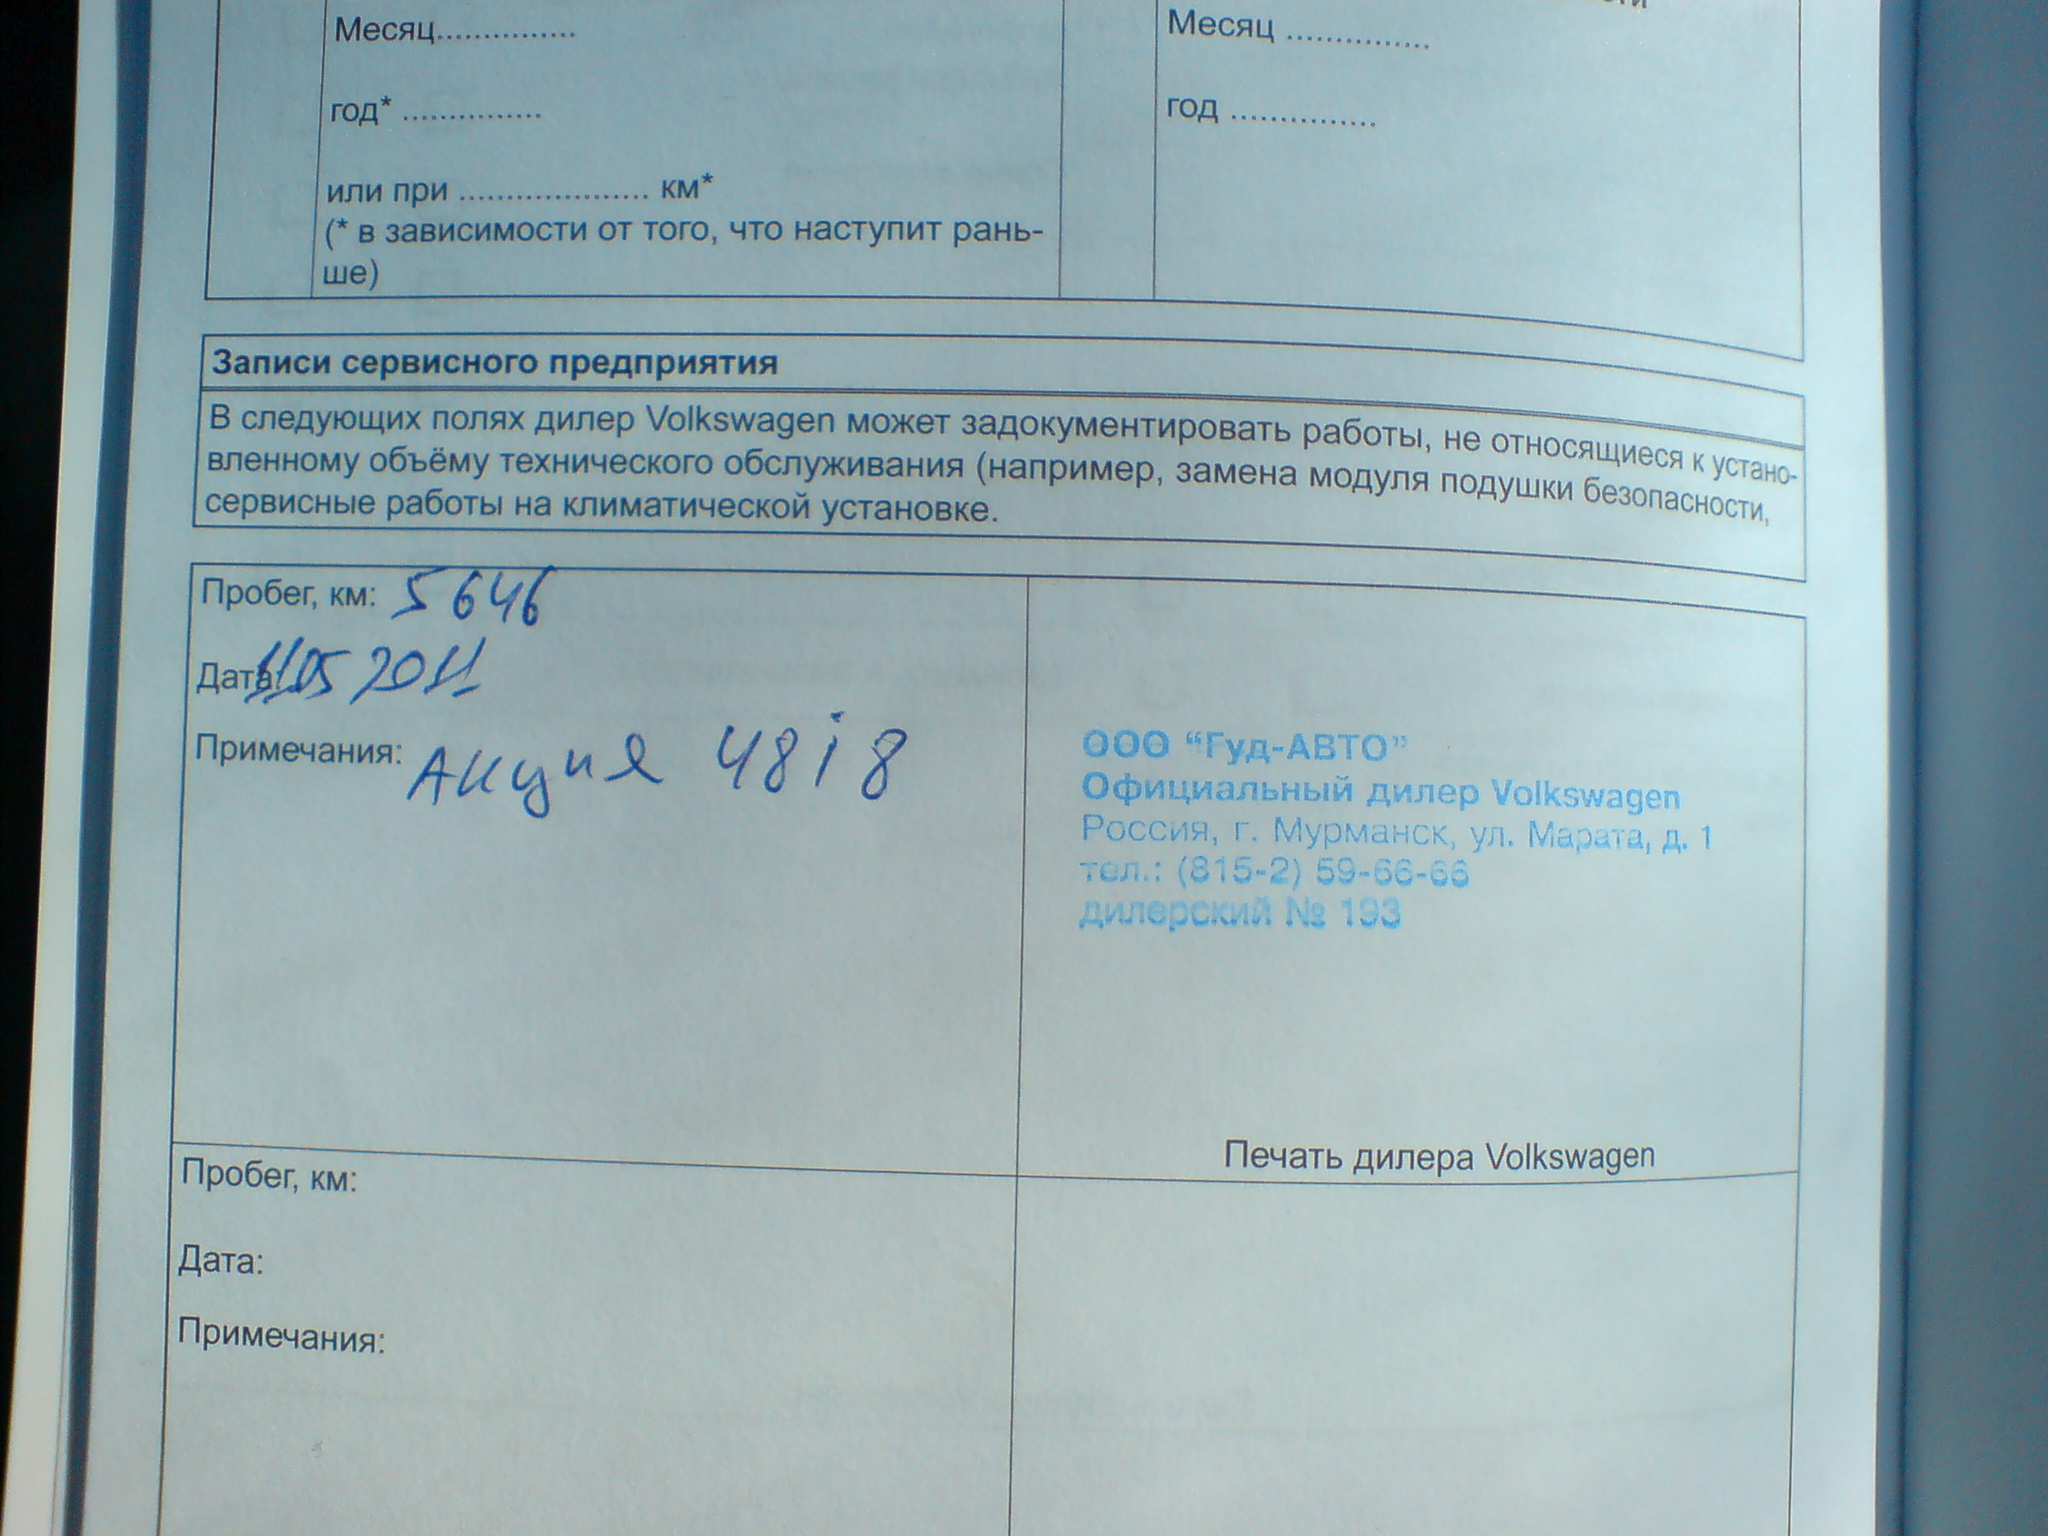 Месяц............... Месяц ...............
год* ............... год ...............
или при ..................... км*
(* в зависимости от того, что наступит рань-
ше)
Записи сервисного предприятия
В следующих полях дилер Volkswagen может задокументировать работы, не относящиеся к устано-
вленному объёму технического обслуживания (например, замена модуля подушки безопасности,
сервисные работы на климатической установке.
Пробег, км: 5646
Дата: 11.05 2011
Примечания: Акция 48i8
ООО “Гуд-АВТО”
Официальный дилер Volkswagen
Россия, г. Мурманск, ул. Марата, д. 1
тел.: (815-2) 59-66-66
дилерский № 193
Печать дилера Volkswagen
Пробег, км:
Дата:
Примечания: